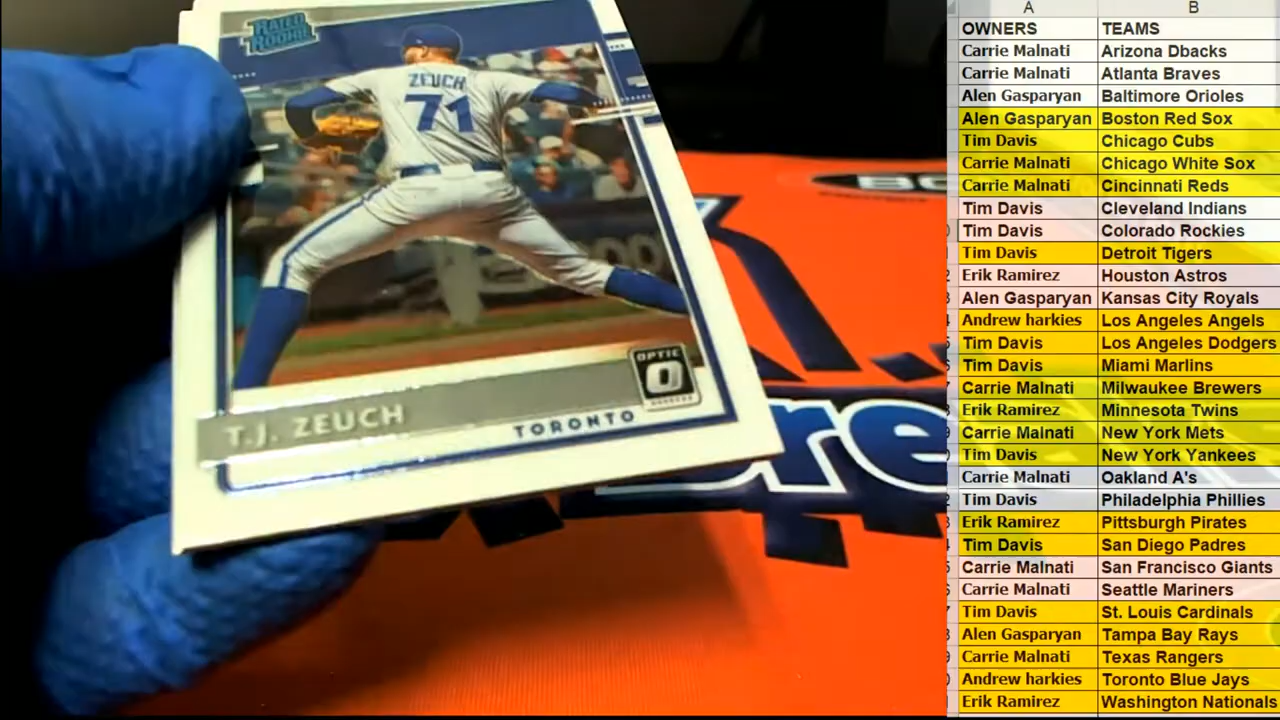 RATED
ROOKIE
ZEUCH
71
OPTIC
O
T.J. ZEUCH
TORONTO
BC
bre
A B
OWNERS TEAMS
Carrie Malnati Arizona Dbacks
Carrie Malnati Atlanta Braves
Alen Gasparyan Baltimore Orioles
Alen Gasparyan Boston Red Sox
Tim Davis Chicago Cubs
Carrie Malnati Chicago White Sox
Carrie Malnati Cincinnati Reds
Tim Davis Cleveland Indians
Tim Davis Colorado Rockies
Tim Davis Detroit Tigers
Erik Ramirez Houston Astros
Alen Gasparyan Kansas City Royals
Andrew harkies Los Angeles Angels
Tim Davis Los Angeles Dodgers
Tim Davis Miami Marlins
Carrie Malnati Milwaukee Brewers
Erik Ramirez Minnesota Twins
Carrie Malnati New York Mets
Tim Davis New York Yankees
Carrie Malnati Oakland A's
Tim Davis Philadelphia Phillies
Erik Ramirez Pittsburgh Pirates
Tim Davis San Diego Padres
Carrie Malnati San Francisco Giants
Carrie Malnati Seattle Mariners
Tim Davis St. Louis Cardinals
Alen Gasparyan Tampa Bay Rays
Carrie Malnati Texas Rangers
Andrew harkies Toronto Blue Jays
Erik Ramirez Washington Nationals